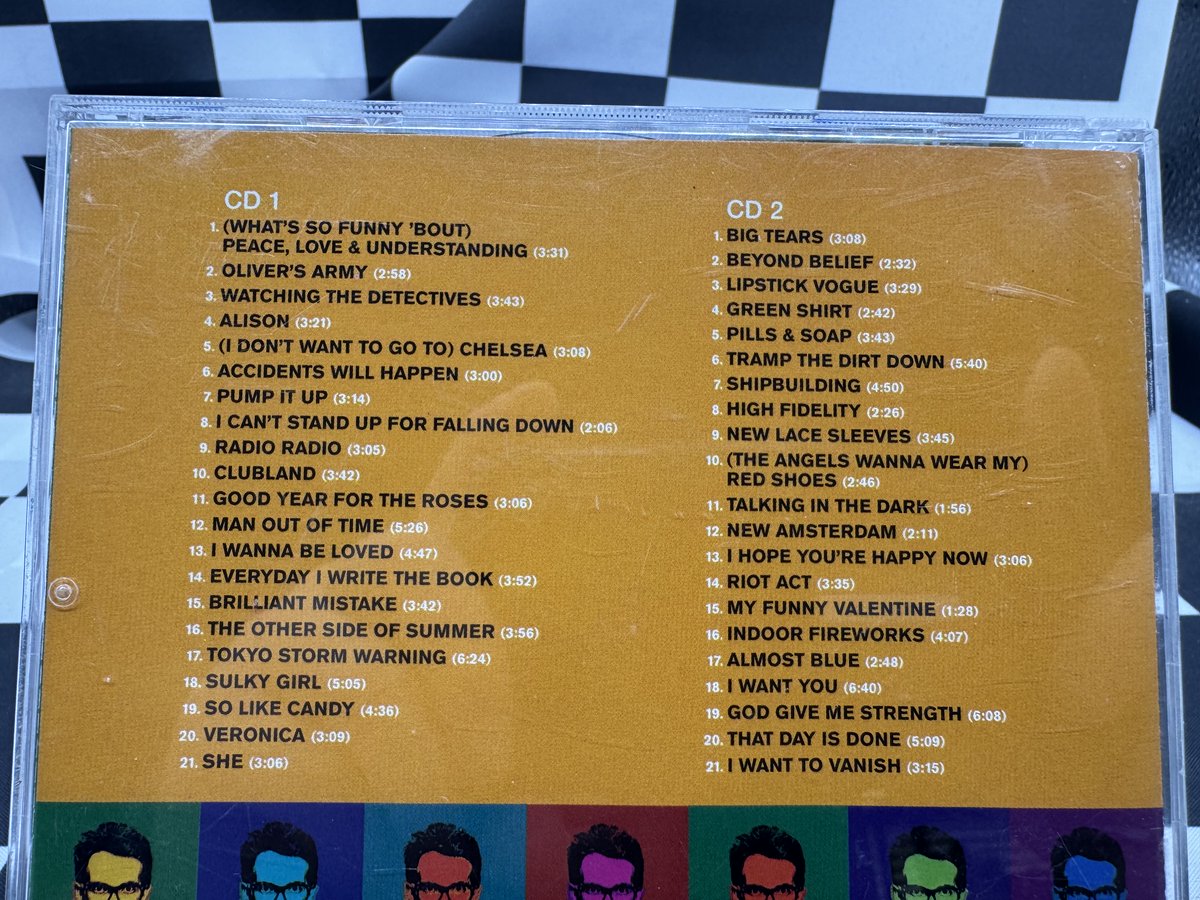 CD 1
1. (WHAT'S SO FUNNY 'BOUT)
PEACE, LOVE & UNDERSTANDING (3:31)
2. OLIVER'S ARMY (2:58)
3. WATCHING THE DETECTIVES (3:43)
4. ALISON (3:21)
5. (I DON'T WANT TO GO TO) CHELSEA (3:08)
6. ACCIDENTS WILL HAPPEN (3:00)
7. PUMP IT UP (3:14)
8. I CAN'T STAND UP FOR FALLING DOWN (2:06)
9. RADIO RADIO (3:05)
10. CLUBLAND (3:42)
11. GOOD YEAR FOR THE ROSES (3:06)
12. MAN OUT OF TIME (5:26)
13. I WANNA BE LOVED (4:47)
14. EVERYDAY I WRITE THE BOOK (3:52)
15. BRILLIANT MISTAKE (3:42)
16. THE OTHER SIDE OF SUMMER (3:56)
17. TOKYO STORM WARNING (6:24)
18. SULKY GIRL (5:05)
19. SO LIKE CANDY (4:36)
20. VERONICA (3:09)
21. SHE (3:06)
CD 2
1. BIG TEARS (3:08)
2. BEYOND BELIEF (2:32)
3. LIPSTICK VOGUE (3:29)
4. GREEN SHIRT (2:42)
5. PILLS & SOAP (3:43)
6. TRAMP THE DIRT DOWN (5:40)
7. SHIPBUILDING (4:50)
8. HIGH FIDELITY (2:26)
9. NEW LACE SLEEVES (3:45)
10. (THE ANGELS WANNA WEAR MY)
RED SHOES (2:46)
11. TALKING IN THE DARK (1:56)
12. NEW AMSTERDAM (2:11)
13. I HOPE YOU'RE HAPPY NOW (3:06)
14. RIOT ACT (3:35)
15. MY FUNNY VALENTINE (1:28)
16. INDOOR FIREWORKS (4:07)
17. ALMOST BLUE (2:48)
18. I WANT YOU (6:40)
19. GOD GIVE ME STRENGTH (6:08)
20. THAT DAY IS DONE (5:09)
21. I WANT TO VANISH (3:15)